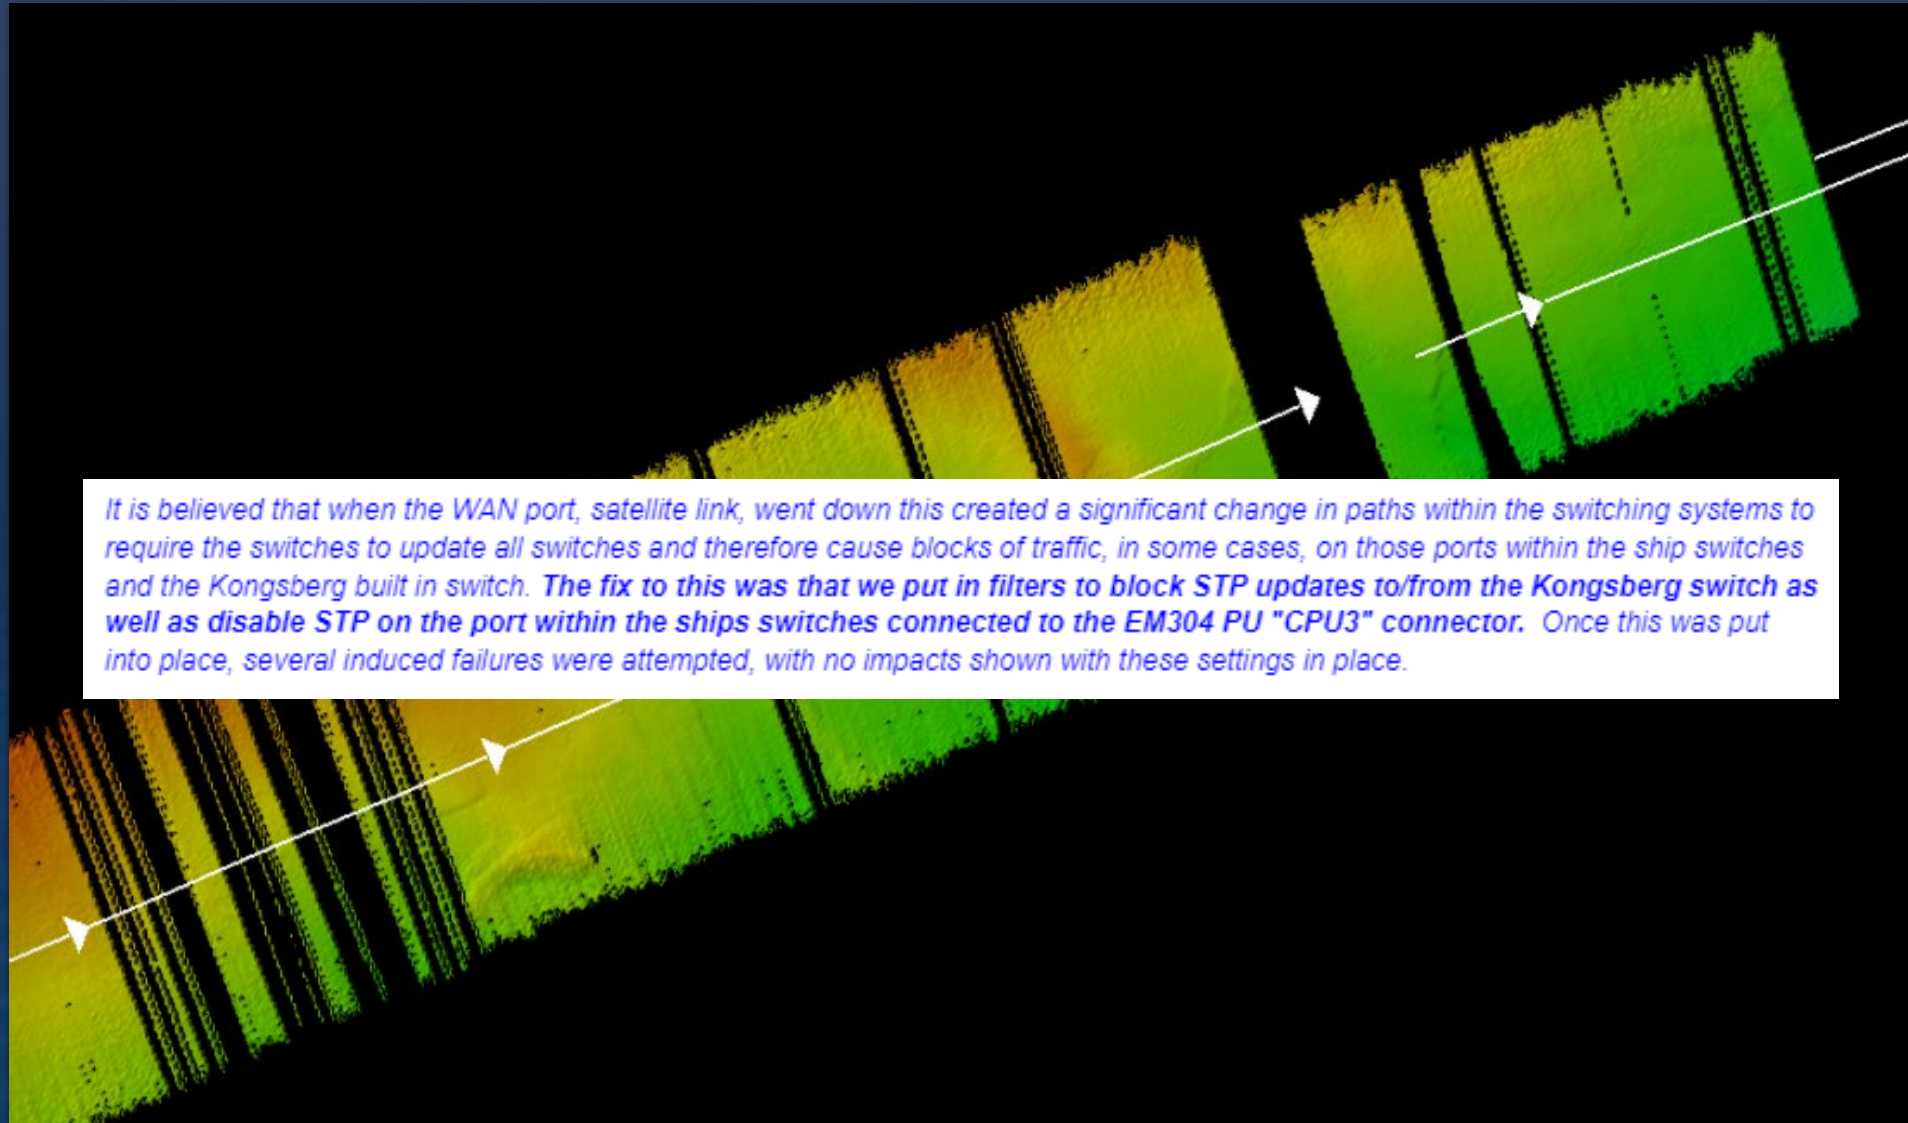 It is believed that when the WAN port, satellite link, went down this created a significant change in paths within the switching systems to
require the switches to update all switches and therefore cause blocks of traffic, in some cases, on those ports within the ship switches
and the Kongsberg built in switch. The fix to this was that we put in filters to block STP updates to/from the Kongsberg switch as
well as disable STP on the port within the ships switches connected to the EM304 PU "CPU3" connector. Once this was put
into place, several induced failures were attempted, with no impacts shown with these settings in place.